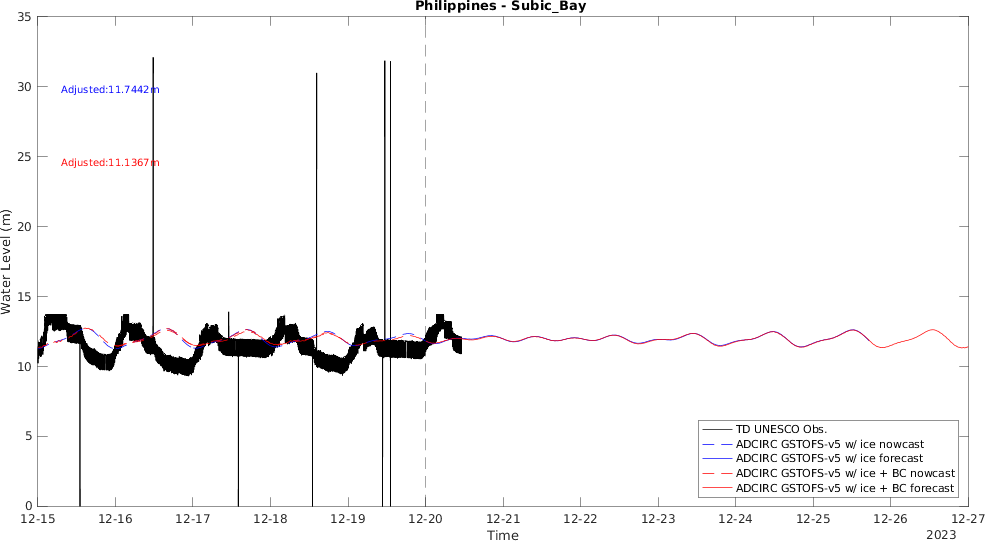 Philippines - Subic_Bay
35
30
25
20
15
10
5
0
Water Level (m)
Adjusted:11.7442m
Adjusted:11.1367m
TD UNESCO Obs.
ADCIRC GSTOFS-v5 w/ ice nowcast
ADCIRC GSTOFS-v5 w/ ice forecast
ADCIRC GSTOFS-v5 w/ ice + BC nowcast
ADCIRC GSTOFS-v5 w/ ice + BC forecast
12-15 12-16 12-17 12-18 12-19 12-20 12-21 12-22 12-23 12-24 12-25 12-26 12-27
Time
2023